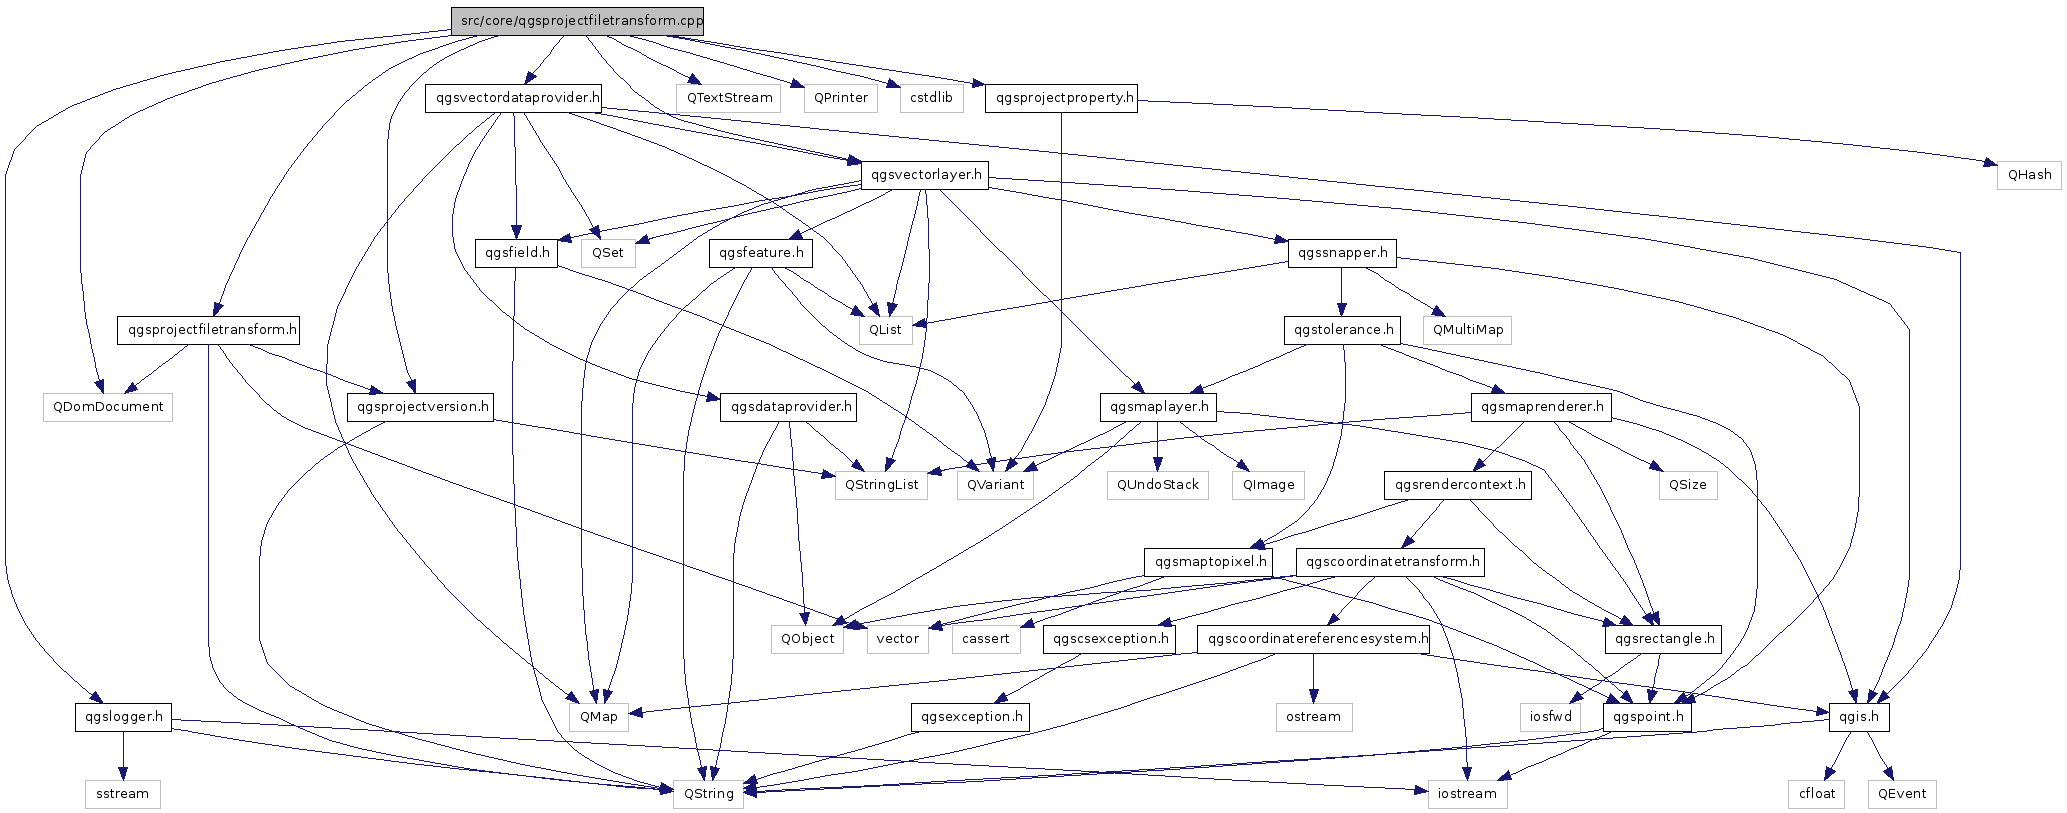 src/core/qgsprojectfiletransform.cpp
qgsvectordataprovider.h
QTextStream
QPrinter
cstdlib
qgsprojectproperty.h
qgsvectorlayer.h
QHash
qgsfield.h
QSet
qgsfeature.h
qgssnapper.h
qgsprojectfiletransform.h
QList
qgstolerance.h
QMultiMap
QDomDocument
qgsprojectversion.h
qgsdataprovider.h
qgsmaplayer.h
qgsmaprenderer.h
QStringList
QVariant
QUndoStack
QImage
qgsrendercontext.h
QSize
qgsmaptopixel.h
qgscoordinatetransform.h
QObject
vector
cassert
qgscsexception.h
qgscoordinatereferencesystem.h
qgsrectangle.h
qgslogger.h
QMap
qgsexception.h
ostream
iosfwd
qgspoint.h
qgis.h
sstream
QString
iostream
cfloat
QEvent